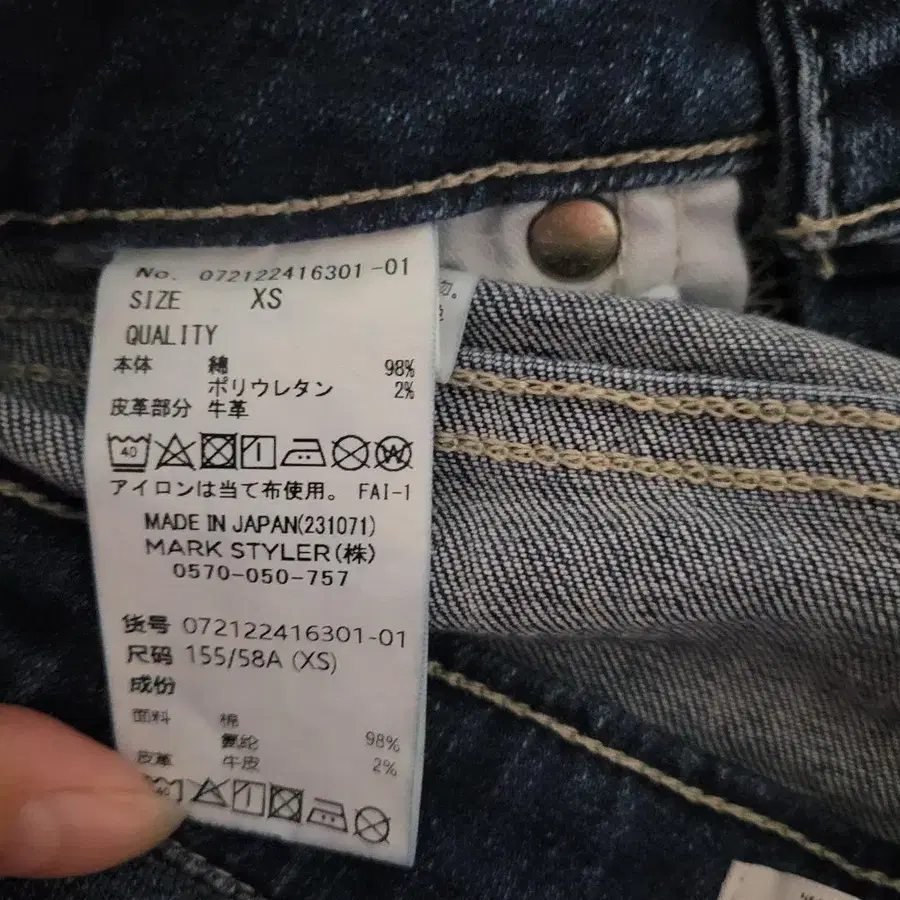 No. 072122416301-01
SIZE XS
QUALITY
本体 綿 98%
ポリウレタン 2%
皮革部分 牛革
40
アイロンは当て布使用。 FAI-1
MADE IN JAPAN(231071)
MARK STYLER(株)
0570-050-757
货号 072122416301-01
尺码 155/58A (XS)
成份
面料 棉 98%
氨纶 2%
皮革 牛皮
40
勿。